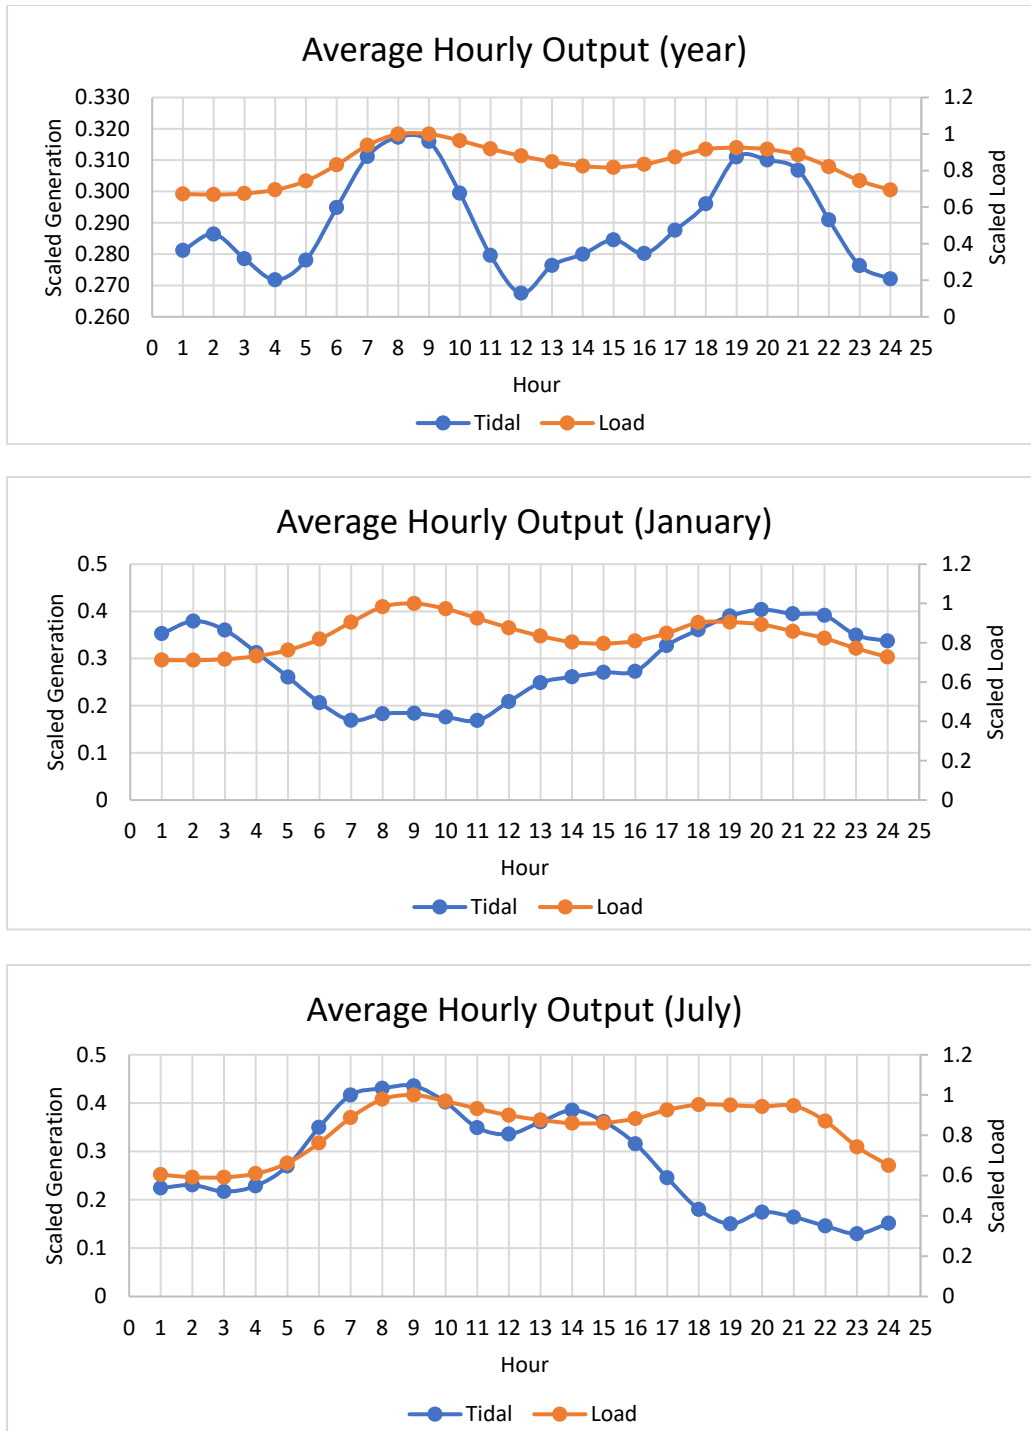 Average Hourly Output (year)
Scaled Generation
0.330
0.320
0.310
0.300
0.290
0.280
0.270
0.260
1.2
1
0.8
0.6
0.4
0.2
0
Scaled Load
0 1 2 3 4 5 6 7 8 9 10 11 12 13 14 15 16 17 18 19 20 21 22 23 24 25
Hour
Tidal Load
Average Hourly Output (January)
Scaled Generation
0.5
0.4
0.3
0.2
0.1
0
1.2
1
0.8
0.6
0.4
0.2
0
Scaled Load
0 1 2 3 4 5 6 7 8 9 10 11 12 13 14 15 16 17 18 19 20 21 22 23 24 25
Hour
Tidal Load
Average Hourly Output (July)
Scaled Generation
0.5
0.4
0.3
0.2
0.1
0
1.2
1
0.8
0.6
0.4
0.2
0
Scaled Load
0 1 2 3 4 5 6 7 8 9 10 11 12 13 14 15 16 17 18 19 20 21 22 23 24 25
Hour
Tidal Load